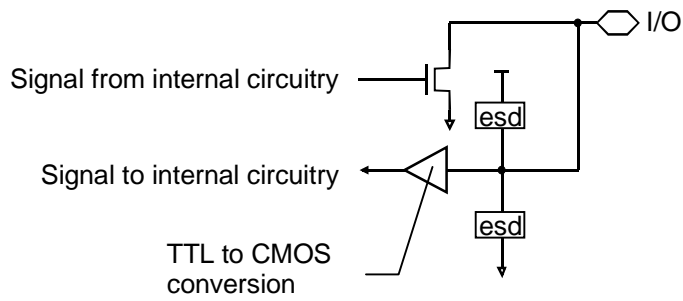 I/O
Signal from internal circuitry
esd
Signal to internal circuitry
esd
TTL to CMOS
conversion